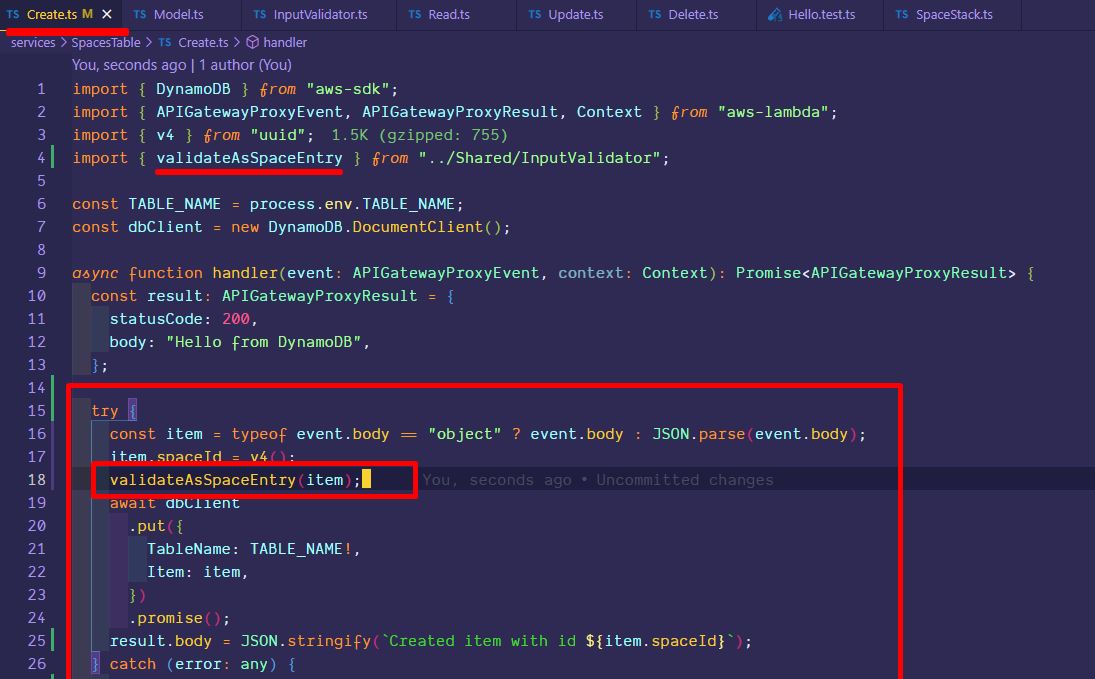 TS Create.ts M × TS Model.ts TS InputValidator.ts TS Read.ts TS Update.ts TS Delete.ts Hello.test.ts TS SpaceStack.ts
services > SpacesTable > TS Create.ts > handler
You, seconds ago | 1 author (You)
1 import { DynamoDB } from "aws-sdk";
2 import { APIGatewayProxyEvent, APIGatewayProxyResult, Context } from "aws-lambda";
3 import { v4 } from "uuid"; 1.5K (gzipped: 755)
4 import { validateAsSpaceEntry } from "../Shared/InputValidator";
5
6 const TABLE_NAME = process.env.TABLE_NAME;
7 const dbClient = new DynamoDB.DocumentClient();
8
9 async function handler(event: APIGatewayProxyEvent, context: Context): Promise<APIGatewayProxyResult> {
10 const result: APIGatewayProxyResult = {
11 statusCode: 200,
12 body: "Hello from DynamoDB",
13 };
14
15 try {
16 const item = typeof event.body == "object" ? event.body : JSON.parse(event.body);
17 item.spaceId = v4();
18 validateAsSpaceEntry(item); You, seconds ago • Uncommitted changes
19 await dbClient
20 .put({
21 TableName: TABLE_NAME!,
22 Item: item,
23 })
24 .promise();
25 result.body = JSON.stringify(`Created item with id ${item.spaceId}`);
26 } catch (error: any) {